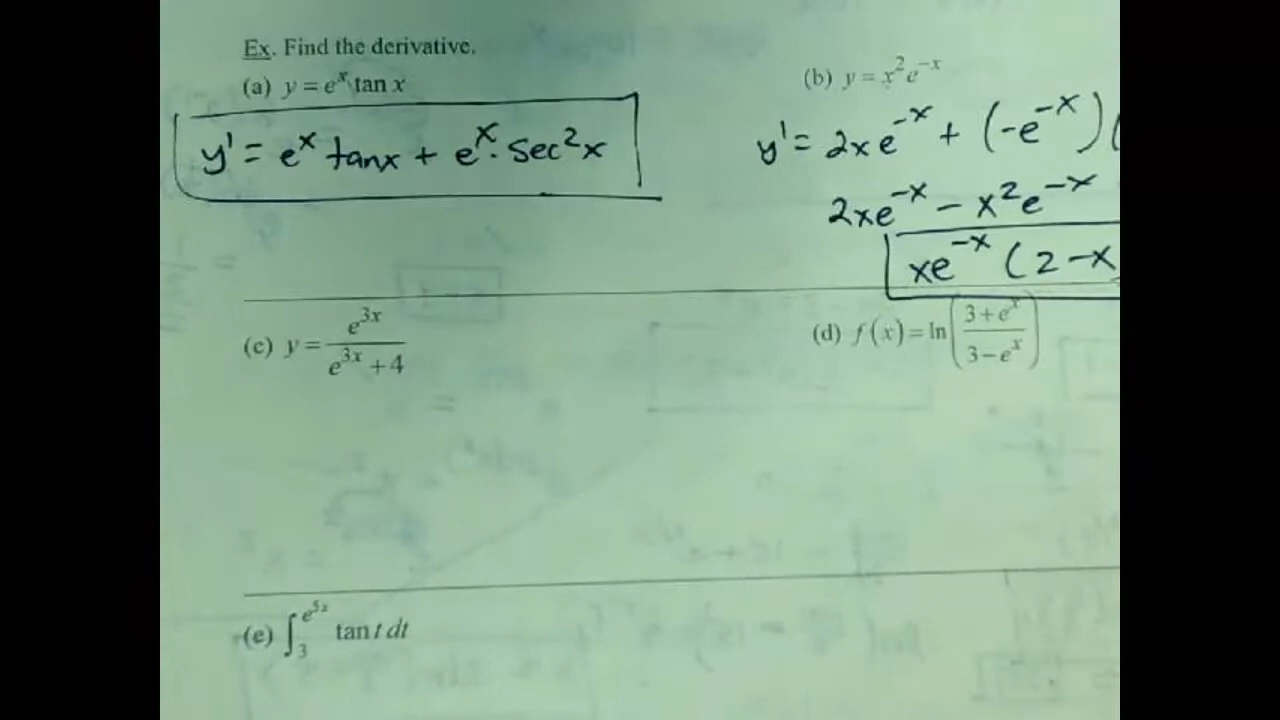 Ex. Find the derivative.
(a) y = e^x tan x
y' = e^x tanx + e^x · sec^2x
(b) y = x^2 e^-x
y' = 2xe^-x + (-e^-x)(
2xe^-x - x^2e^-x
xe^-x (2-x
(c) y = e^3x / (e^3x + 4)
(d) f(x) = ln((3+e^x)/(3-e^x))
(e) ∫_3^e^5x tan t dt